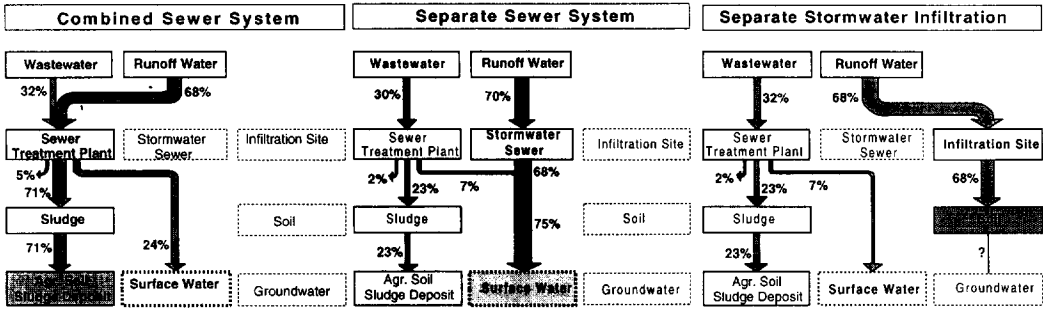 Combined Sewer System
Wastewater
Runoff Water
32%
68%
Sewer
Treatment Plant
Stormwater
Sewer
Infiltration Site
5%
71%
Sludge
Soil
71%
24%
Agr. Soil
Sludge Deposit
Surface Water
Groundwater
Separate Sewer System
Wastewater
Runoff Water
30%
70%
Sewer
Treatment Plant
Stormwater
Sewer
Infiltration Site
2%
23%
7%
68%
Sludge
75%
Soil
23%
Agr. Soil
Sludge Deposit
Surface Water
Groundwater
Separate Stormwater Infiltration
Wastewater
Runoff Water
32%
68%
Sewer
Treatment Plant
Stormwater
Sewer
Infiltration Site
2%
23%
7%
68%
Sludge
23%
?
Agr. Soil
Sludge Deposit
Surface Water
Groundwater